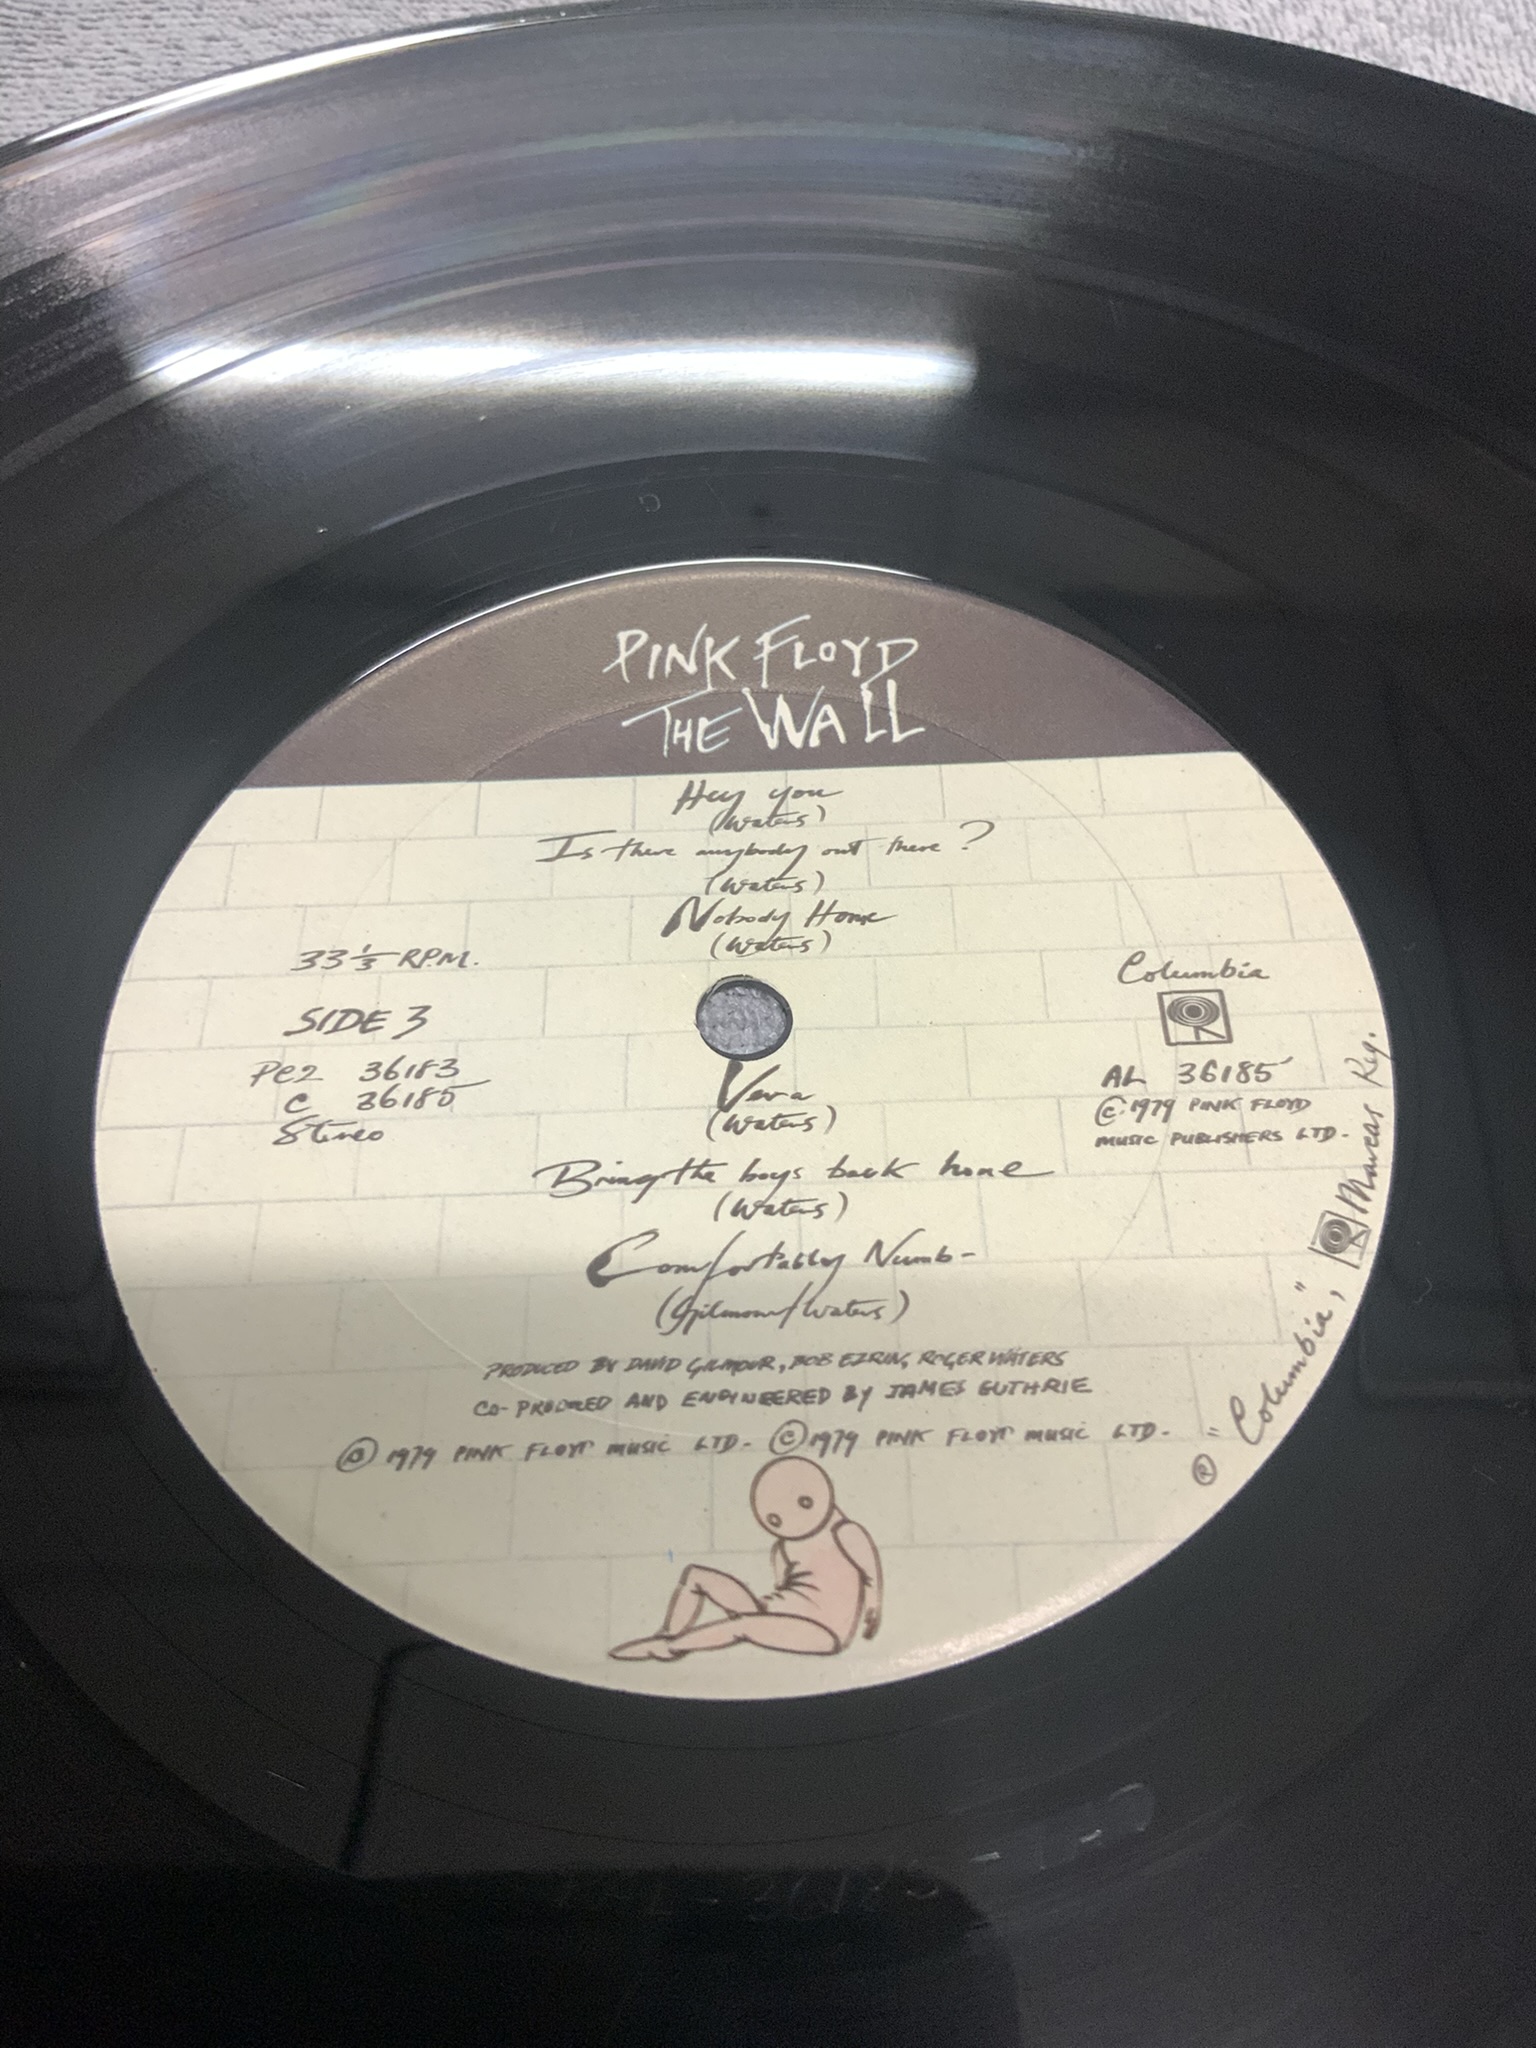 PINK FLOYD
THE WALL
Hey you
(Waters)
Is there anybody out there?
(Waters)
Nobody Home
(Waters)
33 1/3 RPM.
SIDE 3
PC2 36183
C 36185
Stereo
Columbia
AL 36185
© 1979 PINK FLOYD
MUSIC PUBLISHERS LTD-
Vera
(Waters)
Bring the boys back home
(Waters)
Comfortably Numb-
(Gilmour/Waters)
PRODUCED BY DAVID GILMOUR, BOB EZRIN, ROGER WATERS
CO-PRODUCED AND ENGINEERED BY JAMES GUTHRIE
℗ 1979 PINK FLOYD MUSIC LTD- © 1979 PINK FLOYD MUSIC LTD-
® "Columbia", Marcas Reg.